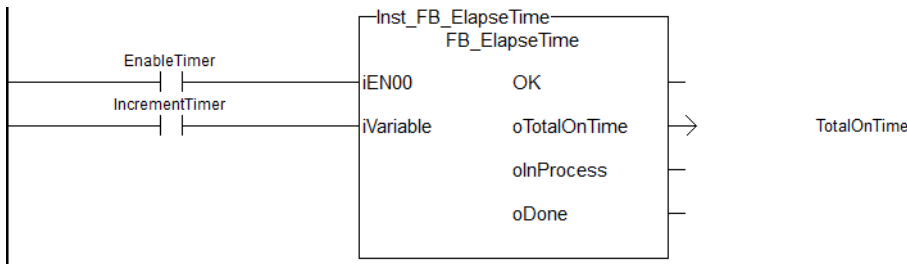 Inst_FB_ElapseTime
FB_ElapseTime
EnableTimer
iEN00 OK
IncrementTimer
iVariable oTotalOnTime TotalOnTime
oInProcess
oDone